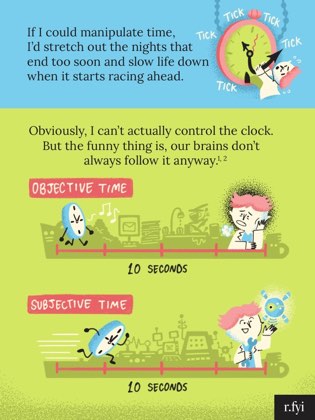 If I could manipulate time,
I'd stretch out the nights that
end too soon and slow life down
when it starts racing ahead.
TICK
TICK
TICK
TICK
Obviously, I can't actually control the clock.
But the funny thing is, our brains don't
always follow it anyway.1, 2
OBJECTIVE TIME
10 SECONDS
SUBJECTIVE TIME
10 SECONDS
r.fyi